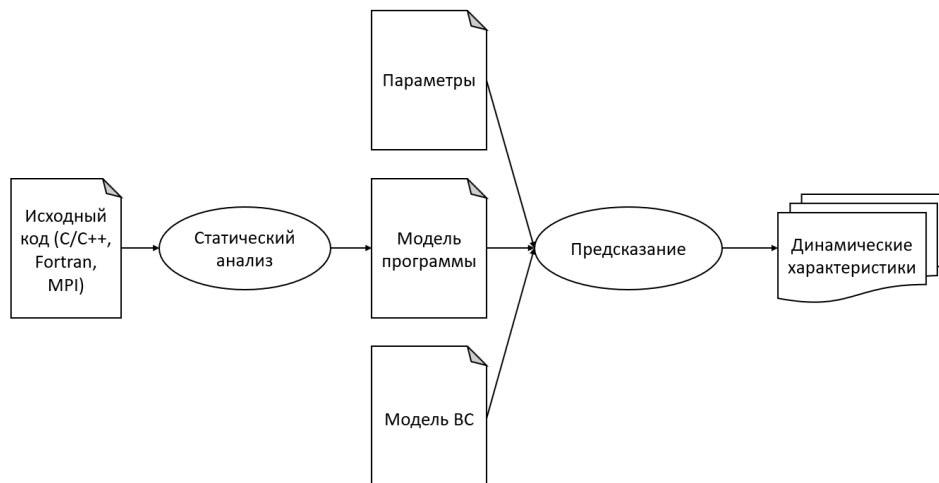 Параметры
Исходный
код (C/C++,
Fortran,
MPI)
Статический
анализ
Модель
программы
Предсказание
Динамические
характеристики
Модель ВС